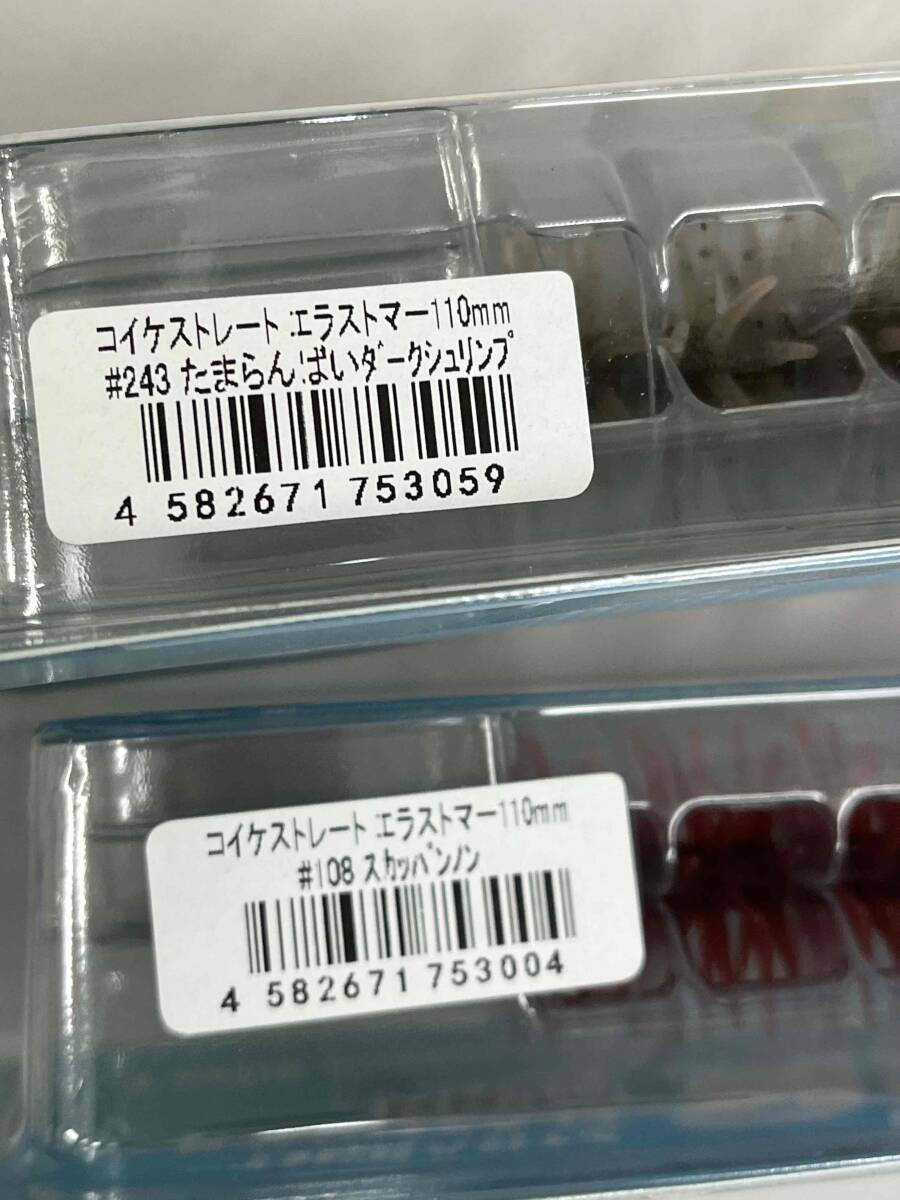 コイケストレート エラストマー110mm
#243 たまらんばいダークシュリンプ
4 582671 753059
コイケストレート エラストマー110mm
#108 スカッパンノン
4 582671 753004